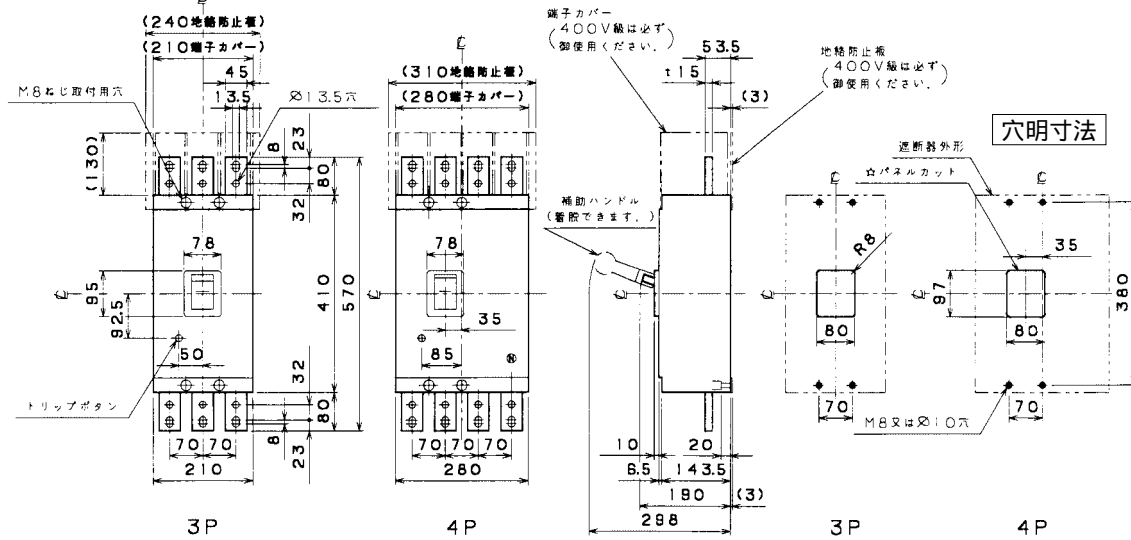 ℄
(240地絡防止板)
(210端子カバー)
45
13.5
M8ねじ取付用穴
Ø13.5穴
(130)
8
23
80
32
78
95
℄
92.5
50
410
570
トリップボタン
32
80
8
23
70
70
210
3P
℄
(310地絡防止板)
(280端子カバー)
78
35
85
N
70
70
70
280
4P
端子カバー
(400V級は必ず
御使用ください。)
53.5
t15
(3)
地絡防止板
(400V級は必ず
御使用ください。)
補助ハンドル
(着脱できます。)
℄
10
20
6.5
143.5
190
(3)
298
穴明寸法
遮断器外形
☆パネルカット
℄
R8
℄
80
70
3P
℄
35
97
℄
80
380
M8又はØ10穴
70
4P